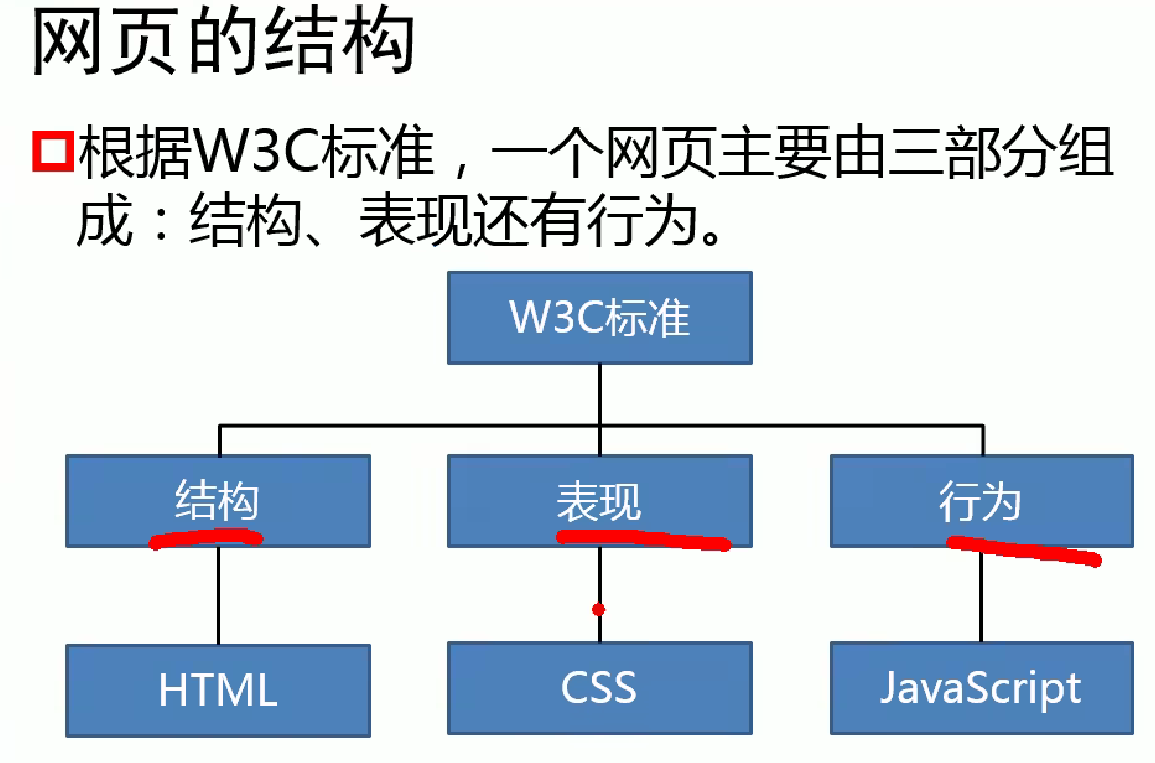 网页的结构
根据W3C标准，一个网页主要由三部分组
成：结构、表现还有行为。
W3C标准
结构
表现
行为
HTML
CSS
JavaScript